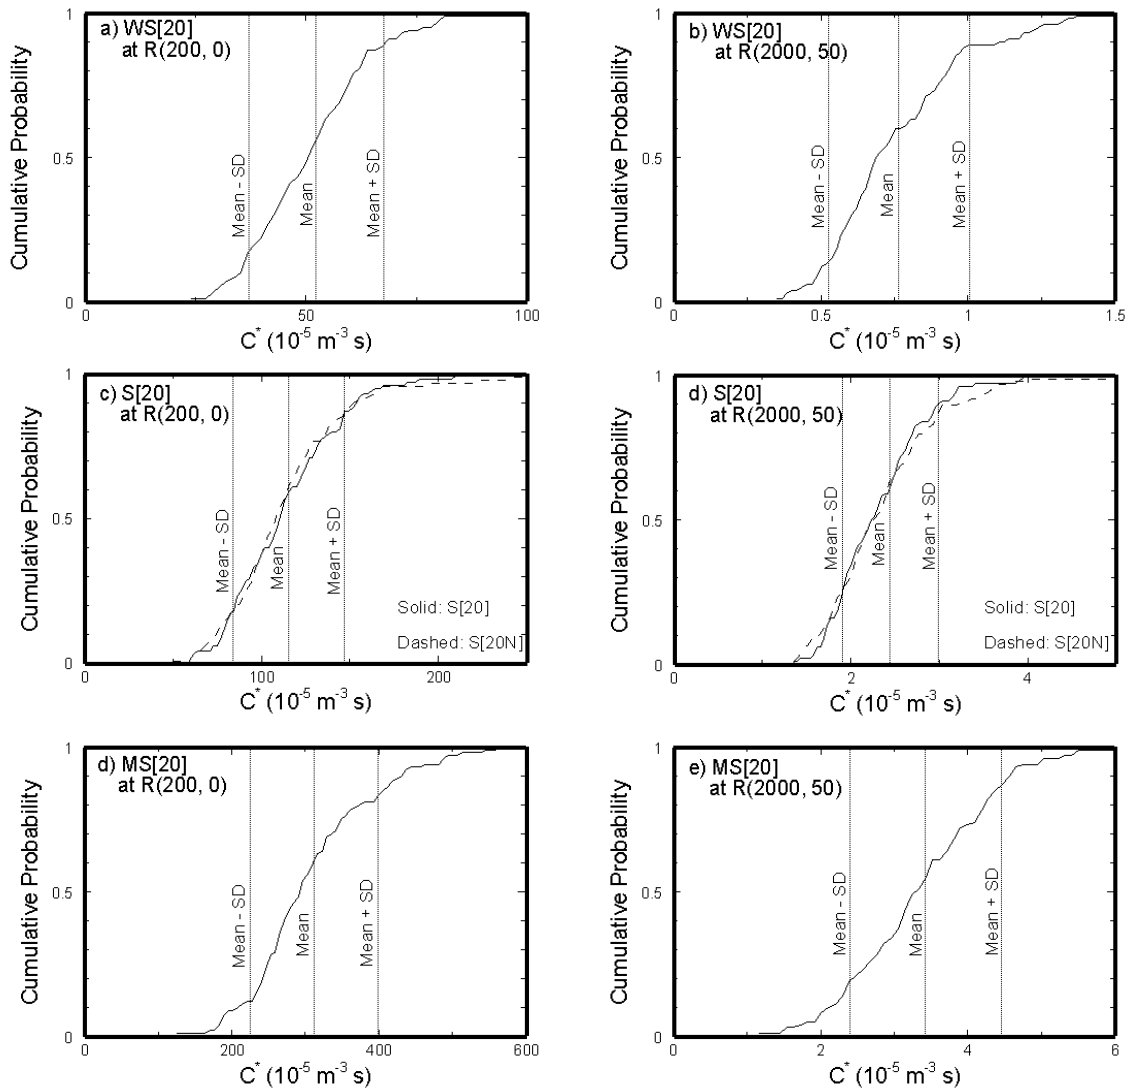 a) WS[20]
at R(200, 0)
Cumulative Probability
1
0.5
0
Mean - SD
Mean
Mean + SD
0
50
100
C* (10-5 m-3 s)
b) WS[20]
at R(2000, 50)
Cumulative Probability
1
0.5
0
Mean - SD
Mean
Mean + SD
0
0.5
1
1.5
C* (10-5 m-3 s)
c) S[20]
at R(200, 0)
Cumulative Probability
1
0.5
0
Mean - SD
Mean
Mean + SD
Solid: S[20]
Dashed: S[20N]
0
100
200
C* (10-5 m-3 s)
d) S[20]
at R(2000, 50)
Cumulative Probability
1
0.5
0
Mean - SD
Mean
Mean + SD
Solid: S[20]
Dashed: S[20N]
0
2
4
C* (10-5 m-3 s)
d) MS[20]
at R(200, 0)
Cumulative Probability
1
0.5
0
Mean - SD
Mean
Mean + SD
0
200
400
600
C* (10-5 m-3 s)
e) MS[20]
at R(2000, 50)
Cumulative Probability
1
0.5
0
Mean - SD
Mean
Mean + SD
0
2
4
6
C* (10-5 m-3 s)